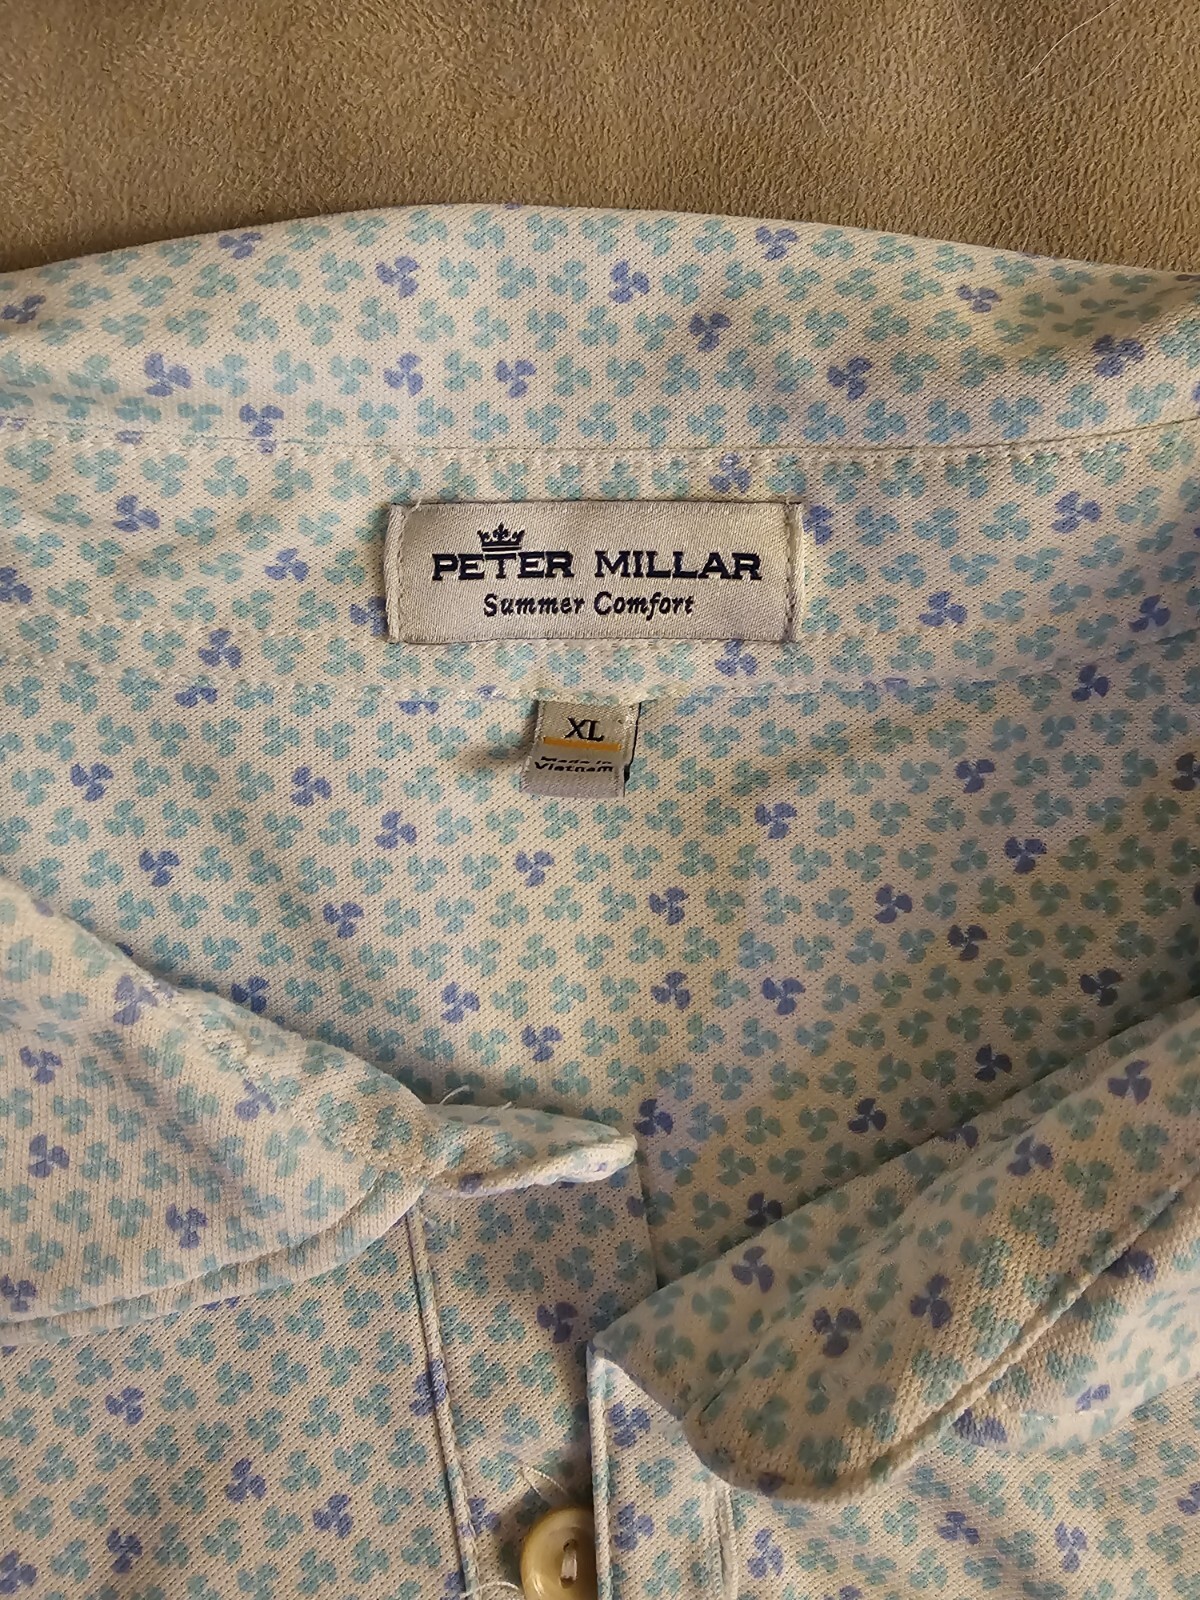 PETER MILLAR
Summer Comfort
XL
Made in
Vietnam